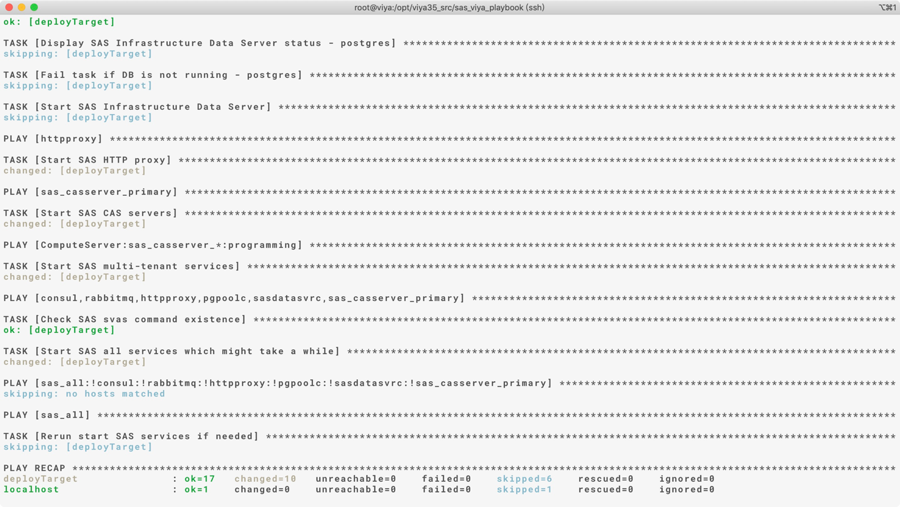 root@viya:/opt/viya35_src/sas_viya_playbook (ssh)
⌥⌘1
ok: [deployTarget]
TASK [Display SAS Infrastructure Data Server status - postgres] ******************************************************************************
skipping: [deployTarget]
TASK [Fail task if DB is not running - postgres] *********************************************************************************************
skipping: [deployTarget]
TASK [Start SAS Infrastructure Data Server] **************************************************************************************************
skipping: [deployTarget]
PLAY [httpproxy] *****************************************************************************************************************************
TASK [Start SAS HTTP proxy] ******************************************************************************************************************
changed: [deployTarget]
PLAY [sas_casserver_primary] *****************************************************************************************************************
TASK [Start SAS CAS servers] *****************************************************************************************************************
changed: [deployTarget]
PLAY [ComputeServer:sas_casserver_*:programming] *********************************************************************************************
TASK [Start SAS multi-tenant services] *******************************************************************************************************
changed: [deployTarget]
PLAY [consul,rabbitmq,httpproxy,pgpoolc,sasdatasvrc,sas_casserver_primary] *******************************************************************
TASK [Check SAS svas command existence] ******************************************************************************************************
ok: [deployTarget]
TASK [Start SAS all services which might take a while] ***************************************************************************************
changed: [deployTarget]
PLAY [sas_all:!consul:!rabbitmq:!httpproxy:!pgpoolc:!sasdatasvrc:!sas_casserver_primary] *****************************************************
skipping: no hosts matched
PLAY [sas_all] *******************************************************************************************************************************
TASK [Rerun start SAS services if needed] ****************************************************************************************************
skipping: [deployTarget]
PLAY RECAP ***********************************************************************************************************************************
deployTarget : ok=17 changed=10 unreachable=0 failed=0 skipped=6 rescued=0 ignored=0
localhost : ok=1 changed=0 unreachable=0 failed=0 skipped=1 rescued=0 ignored=0